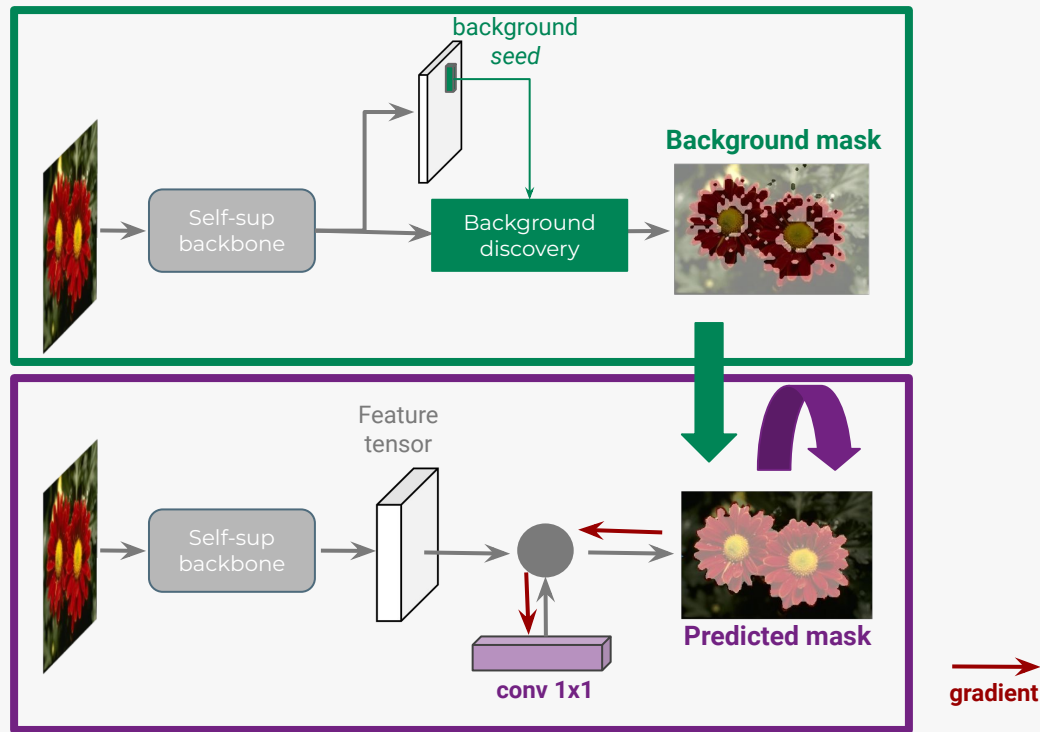 background
seed
Background mask
Self-sup
backbone
Background
discovery
Feature
tensor
Self-sup
backbone
Predicted mask
conv 1x1
gradient